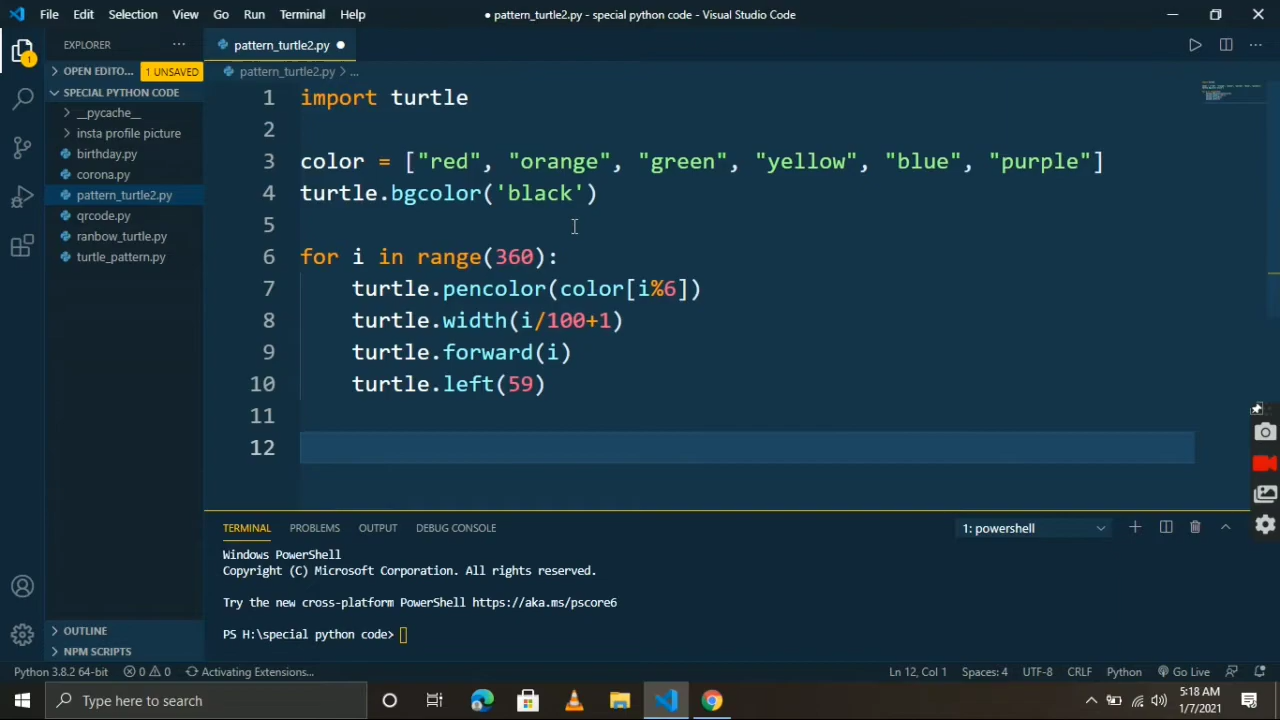 File Edit Selection View Go Run Terminal Help ● pattern_turtle2.py - special python code - Visual Studio Code
EXPLORER ··· pattern_turtle2.py ●
OPEN EDITO... 1 UNSAVED pattern_turtle2.py > ...
SPECIAL PYTHON CODE
__pycache__
insta profile picture
birthday.py
corona.py
pattern_turtle2.py
qrcode.py
ranbow_turtle.py
turtle_pattern.py
1 import turtle
2
3 color = ["red", "orange", "green", "yellow", "blue", "purple"]
4 turtle.bgcolor('black')
5
6 for i in range(360):
7     turtle.pencolor(color[i%6])
8     turtle.width(i/100+1)
9     turtle.forward(i)
10     turtle.left(59)
11
12
1
TERMINAL PROBLEMS OUTPUT DEBUG CONSOLE 1: powershell
Windows PowerShell
Copyright (C) Microsoft Corporation. All rights reserved.
Try the new cross-platform PowerShell https://aka.ms/pscore6
PS H:\special python code>
OUTLINE
NPM SCRIPTS
Python 3.8.2 64-bit 0 0 Activating Extensions... Ln 12, Col 1 Spaces: 4 UTF-8 CRLF Python Go Live
Type here to search 5:18 AM
1/7/2021